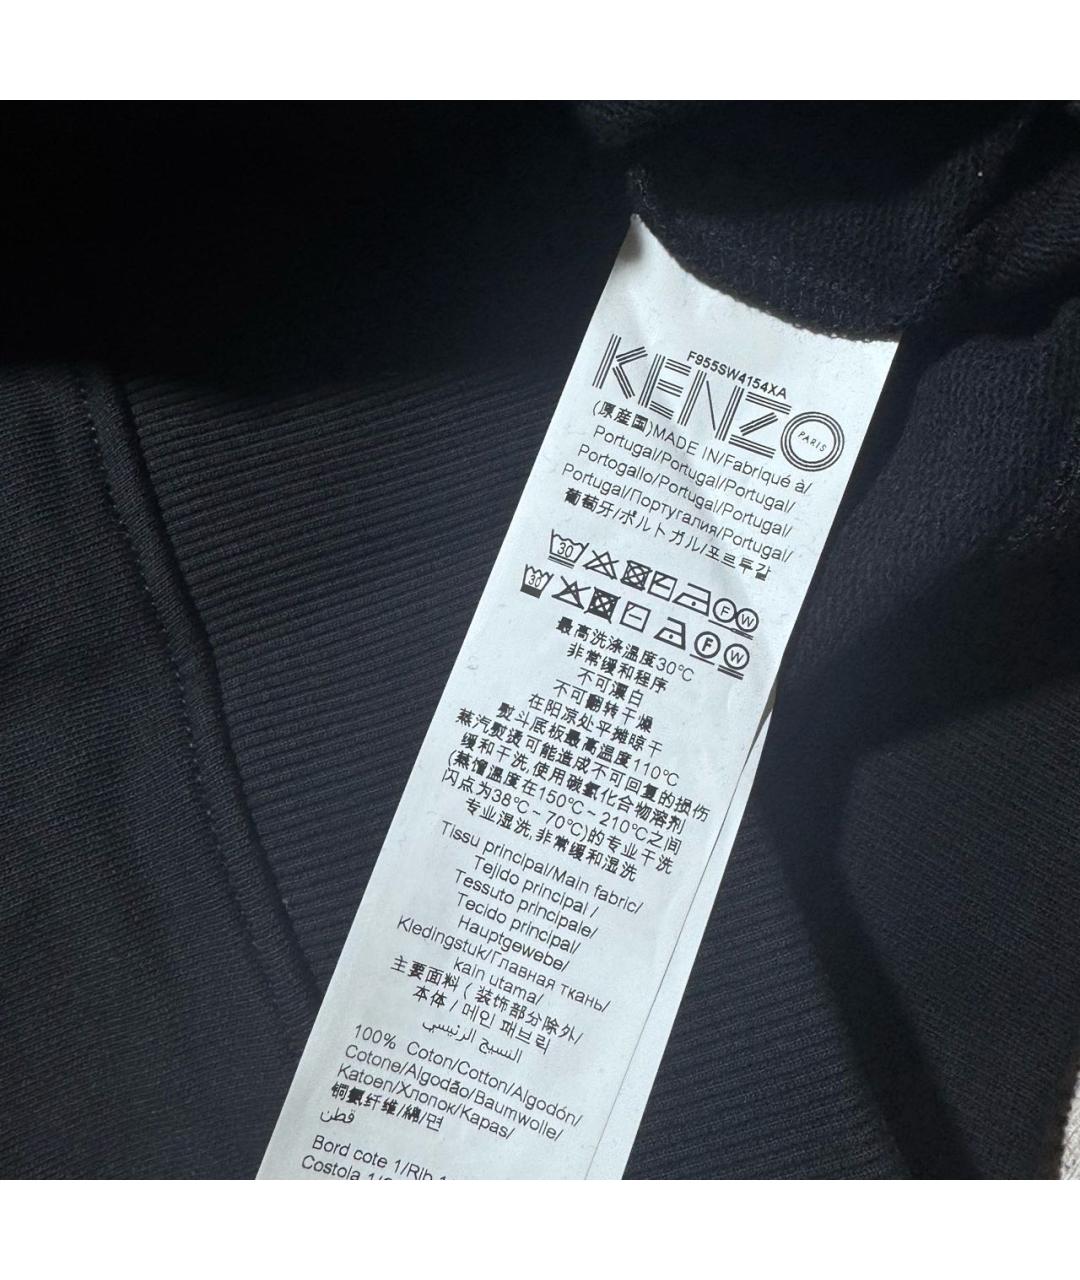 F955SW4154XA
KENZO
PARIS
(原産国)MADE IN/Fabriqué à/
Portugal/Portugal/Portugal/
Portogallo/Portugal/Portugal/
Portugal/Португалия/Portugal/
葡萄牙/ポルトガル/포르투갈
30 F W
30 F W
最高洗涤温度30°C
非常缓和程序
不可漂白
不可翻转干燥
在阳凉处平摊晾干
熨斗底板最高温度110°C
蒸汽熨烫可能造成不可回复的损伤
缓和干洗,使用碳氢化合物溶剂
(蒸馏温度在150°C - 210°C之间
闪点为38°C - 70°C)的专业干洗
专业湿洗,非常缓和湿洗
Tissu principal/Main fabric/
Tejido principal /
Tessuto principale/
Tecido principal/
Hauptgewebe/
Kledingstuk/Главная ткань/
kain utama/
主要面料 ( 装饰部分除外/
本体 / 메인 패브릭
النسيج الرئيسي
100% Coton/Cotton/Algodón/
Cotone/Algodão/Baumwolle/
Katoen/Хлопок/Kapas/
铜氨纤维/綿/면
قطن
Bord cote 1/Rib
Costola